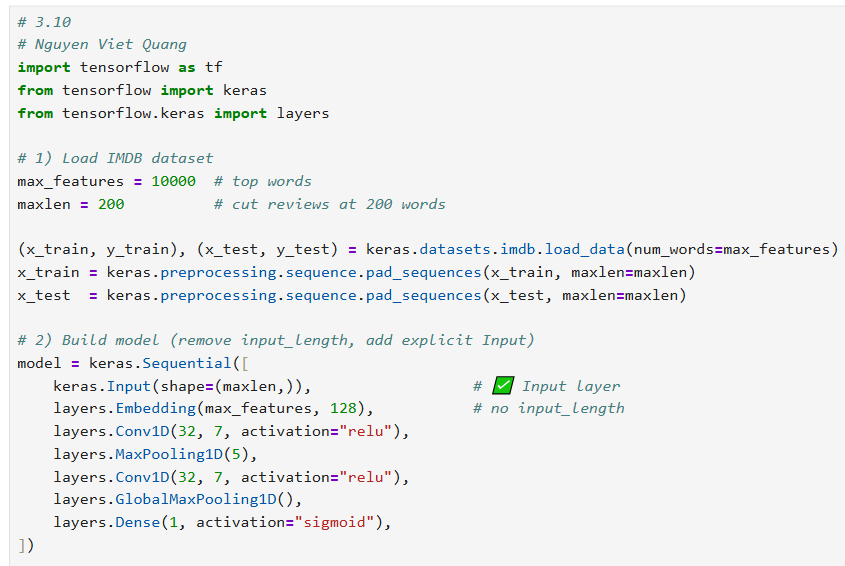 # 3.10
# Nguyen Viet Quang
import tensorflow as tf
from tensorflow import keras
from tensorflow.keras import layers

# 1) Load IMDB dataset
max_features = 10000  # top words
maxlen = 200          # cut reviews at 200 words

(x_train, y_train), (x_test, y_test) = keras.datasets.imdb.load_data(num_words=max_features)
x_train = keras.preprocessing.sequence.pad_sequences(x_train, maxlen=maxlen)
x_test  = keras.preprocessing.sequence.pad_sequences(x_test, maxlen=maxlen)

# 2) Build model (remove input_length, add explicit Input)
model = keras.Sequential([
    keras.Input(shape=(maxlen,)),                  # ✅ Input layer
    layers.Embedding(max_features, 128),           # no input_length
    layers.Conv1D(32, 7, activation="relu"),
    layers.MaxPooling1D(5),
    layers.Conv1D(32, 7, activation="relu"),
    layers.GlobalMaxPooling1D(),
    layers.Dense(1, activation="sigmoid"),
])